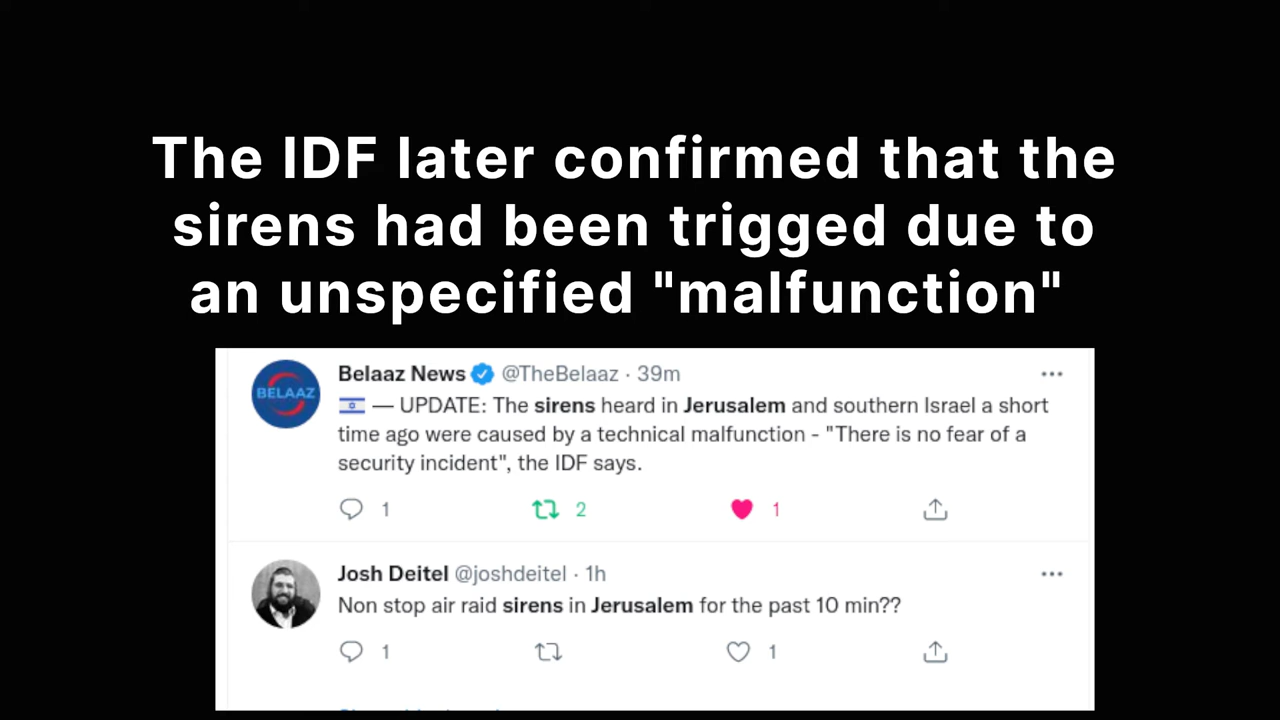 The IDF later confirmed that the
sirens had been trigged due to
an unspecified "malfunction"
BELAAZ
Belaaz News @TheBelaaz · 39m
🇮🇱 — UPDATE: The sirens heard in Jerusalem and southern Israel a short
time ago were caused by a technical malfunction - "There is no fear of a
security incident", the IDF says.
1 2 1
Josh Deitel @joshdeitel · 1h
Non stop air raid sirens in Jerusalem for the past 10 min??
1 1